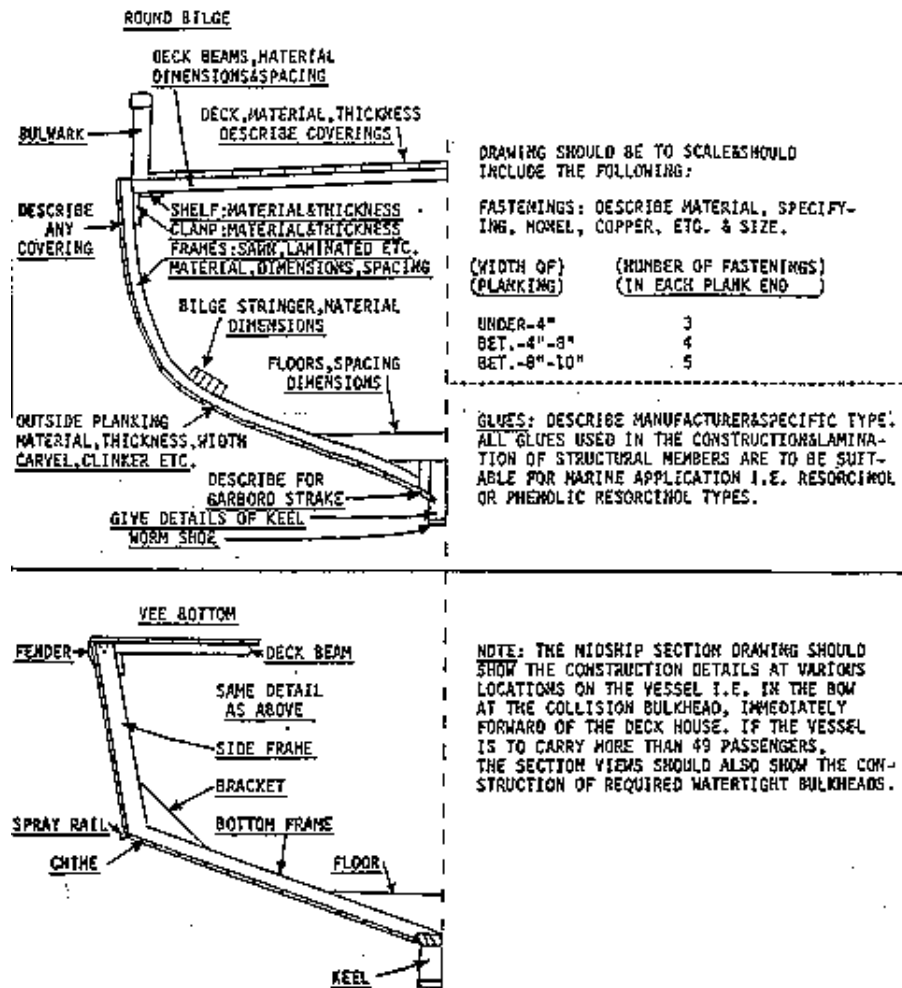 ROUND BILGE
DECK BEAMS, MATERIAL
DIMENSIONS&SPACING
DECK, MATERIAL, THICKNESS
DESCRIBE COVERINGS
BULWARK
DESCRIBE
ANY
COVERING
SHELF:MATERIAL&THICKNESS
CLAMP:MATERIAL&THICKNESS
FRAMES:SAWN, LAMINATED ETC.
MATERIAL, DIMENSIONS, SPACING
BILGE STRINGER, MATERIAL
DIMENSIONS
FLOORS, SPACING
DIMENSIONS
OUTSIDE PLANKING
MATERIAL, THICKNESS, WIDTH
CARVEL, CLINKER ETC.
DESCRIBE FOR
GARBORD STRAKE
GIVE DETAILS OF KEEL
WORM SHOE
DRAWING SHOULD BE TO SCALE&SHOULD
INCLUDE THE FOLLOWING:
FASTENINGS: DESCRIBE MATERIAL, SPECIFY-
ING, MONEL, COPPER, ETC. & SIZE.
(WIDTH OF) (NUMBER OF FASTENINGS)
(PLANKING) (IN EACH PLANK END )
UNDER-4" 3
BET.-4"-8" 4
BET.-8"-10" 5
GLUES: DESCRIBE MANUFACTURER&SPECIFIC TYPE.
ALL GLUES USED IN THE CONSTRUCTION&LAMINA-
TION OF STRUCTURAL MEMBERS ARE TO BE SUIT-
ABLE FOR MARINE APPLICATION I.E. RESORCINOL
OR PHENOLIC RESORCINOL TYPES.
VEE BOTTOM
FENDER
DECK BEAM
SAME DETAIL
AS ABOVE
SIDE FRAME
BRACKET
SPRAY RAIL
BOTTOM FRAME
CHINE
FLOOR
KEEL
NOTE: THE MIDSHIP SECTION DRAWING SHOULD
SHOW THE CONSTRUCTION DETAILS AT VARIOUS
LOCATIONS ON THE VESSEL I.E. IN THE BOW
AT THE COLLISION BULKHEAD, IMMEDIATELY
FORWARD OF THE DECK HOUSE. IF THE VESSEL
IS TO CARRY MORE THAN 49 PASSENGERS.
THE SECTION VIEWS SHOULD ALSO SHOW THE CON-
STRUCTION OF REQUIRED WATERTIGHT BULKHEADS.